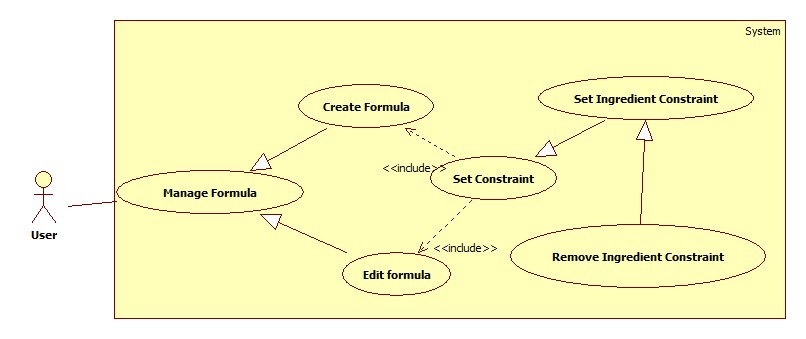 System
Create Formula
Set Ingredient Constraint
<<include>>
Set Constraint
Manage Formula
User
<<include>>
Remove Ingredient Constraint
Edit formula